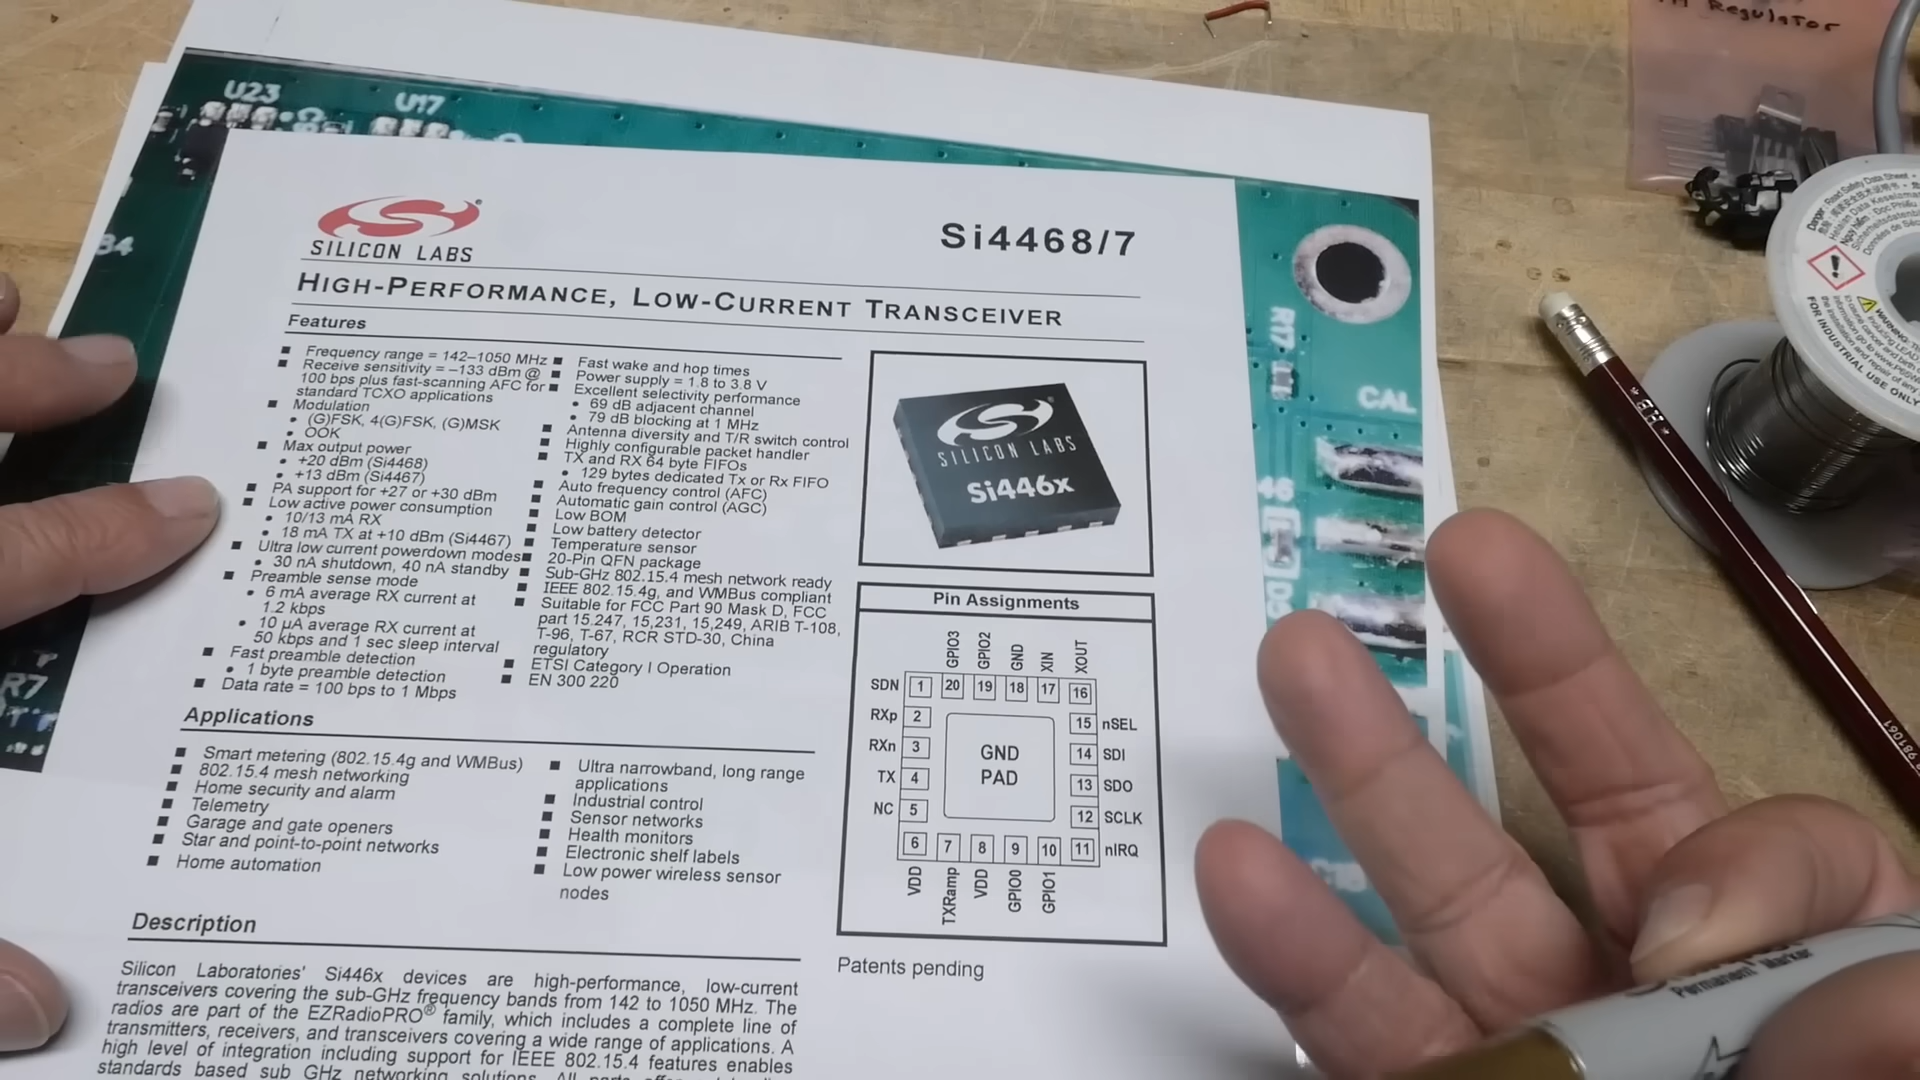 TH Regulator
U23
U17
34
R7
SILICON LABS
Si4468/7
HIGH-PERFORMANCE, LOW-CURRENT TRANSCEIVER
Features
Frequency range = 142–1050 MHz
Receive sensitivity = –133 dBm @
100 bps plus fast-scanning AFC for
standard TCXO applications
Modulation
(G)FSK, 4(G)FSK, (G)MSK
OOK
Max output power
+20 dBm (Si4468)
+13 dBm (Si4467)
PA support for +27 or +30 dBm
Low active power consumption
10/13 mA RX
18 mA TX at +10 dBm (Si4467)
Ultra low current powerdown modes
30 nA shutdown, 40 nA standby
Preamble sense mode
6 mA average RX current at
1.2 kbps
10 µA average RX current at
50 kbps and 1 sec sleep interval
Fast preamble detection
1 byte preamble detection
Data rate = 100 bps to 1 Mbps
Fast wake and hop times
Power supply = 1.8 to 3.8 V
Excellent selectivity performance
69 dB adjacent channel
79 dB blocking at 1 MHz
Antenna diversity and T/R switch control
Highly configurable packet handler
TX and RX 64 byte FIFOs
129 bytes dedicated Tx or Rx FIFO
Auto frequency control (AFC)
Automatic gain control (AGC)
Low BOM
Low battery detector
Temperature sensor
20-Pin QFN package
Sub-GHz 802.15.4 mesh network ready
IEEE 802.15.4g, and WMBus compliant
Suitable for FCC Part 90 Mask D, FCC
part 15.247, 15,231, 15,249, ARIB T-108,
T-96, T-67, RCR STD-30, China
regulatory
ETSI Category I Operation
EN 300 220
SILICON LABS
Si446x
Pin Assignments
GPIO3
GPIO2
GND
XIN
XOUT
SDN 1 20 19 18 17 16
RXp 2 15 nSEL
RXn 3 14 SDI
TX 4 13 SDO
NC 5 12 SCLK
6 7 8 9 10 11 nIRQ
GND
PAD
VDD
TXRamp
VDD
GPIO0
GPIO1
Patents pending
Applications
Smart metering (802.15.4g and WMBus)
802.15.4 mesh networking
Home security and alarm
Telemetry
Garage and gate openers
Star and point-to-point networks
Home automation
Ultra narrowband, long range
applications
Industrial control
Sensor networks
Health monitors
Electronic shelf labels
Low power wireless sensor
nodes
Description
Silicon Laboratories' Si446x devices are high-performance, low-current
transceivers covering the sub-GHz frequency bands from 142 to 1050 MHz. The
radios are part of the EZRadioPRO® family, which includes a complete line of
transmitters, receivers, and transceivers covering a wide range of applications. A
high level of integration including support for IEEE 802.15.4 features enables
standards based sub GHz networking solutions.
R17
CAL
46
HB
981061
Danger
WARNING:
FOR INDUSTRIAL USE ONLY
Permanent Marker